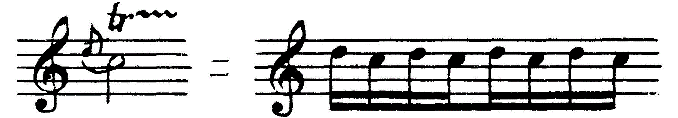 tr
=